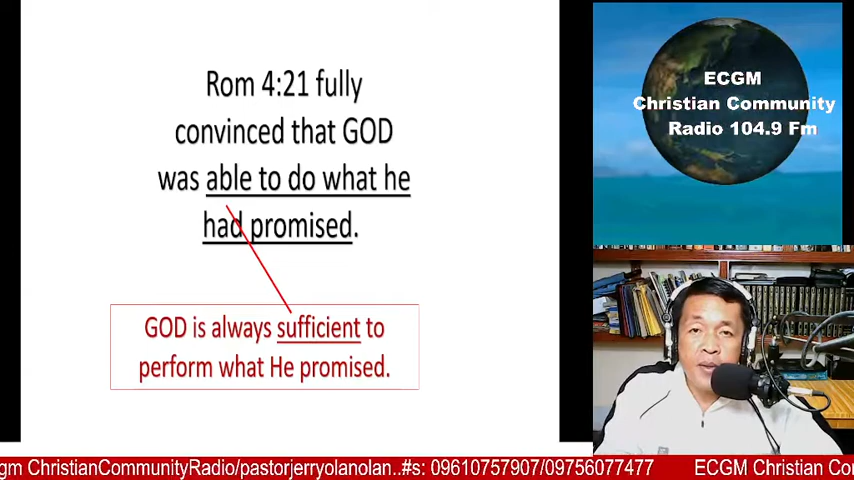 Rom 4:21 fully
convinced that GOD
was able to do what he
had promised.
GOD is always sufficient to
perform what He promised.
ECGM
Christian Community
Radio 104.9 Fm
gm ChristianCommunityRadio/pastorjerryolanolan..#s: 09610757907/09756077477 ECGM Christian Co